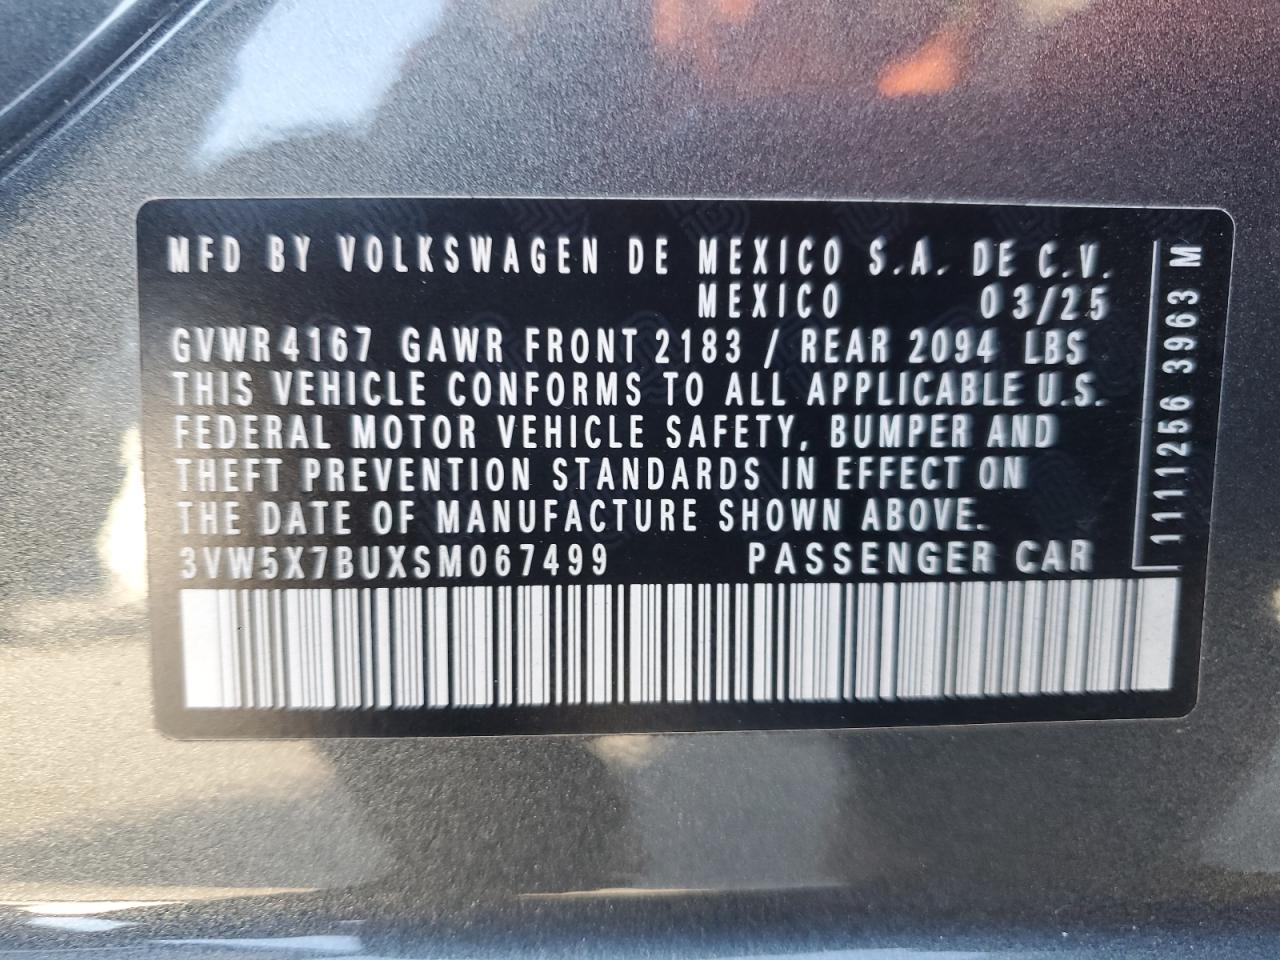 MFD BY VOLKSWAGEN DE MEXICO S.A. DE C.V.
MEXICO 03/25
GVWR 4167 GAWR FRONT 2183 / REAR 2094 LBS
THIS VEHICLE CONFORMS TO ALL APPLICABLE U.S.
FEDERAL MOTOR VEHICLE SAFETY, BUMPER AND
THEFT PREVENTION STANDARDS IN EFFECT ON
THE DATE OF MANUFACTURE SHOWN ABOVE.
3VW5X7BUXSM067499 PASSENGER CAR
1111256 3963 M